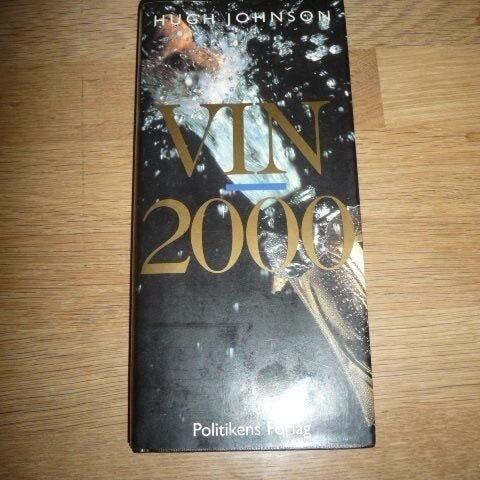 HUGH JOHNSON
VIN
2000
Politikens Forlag